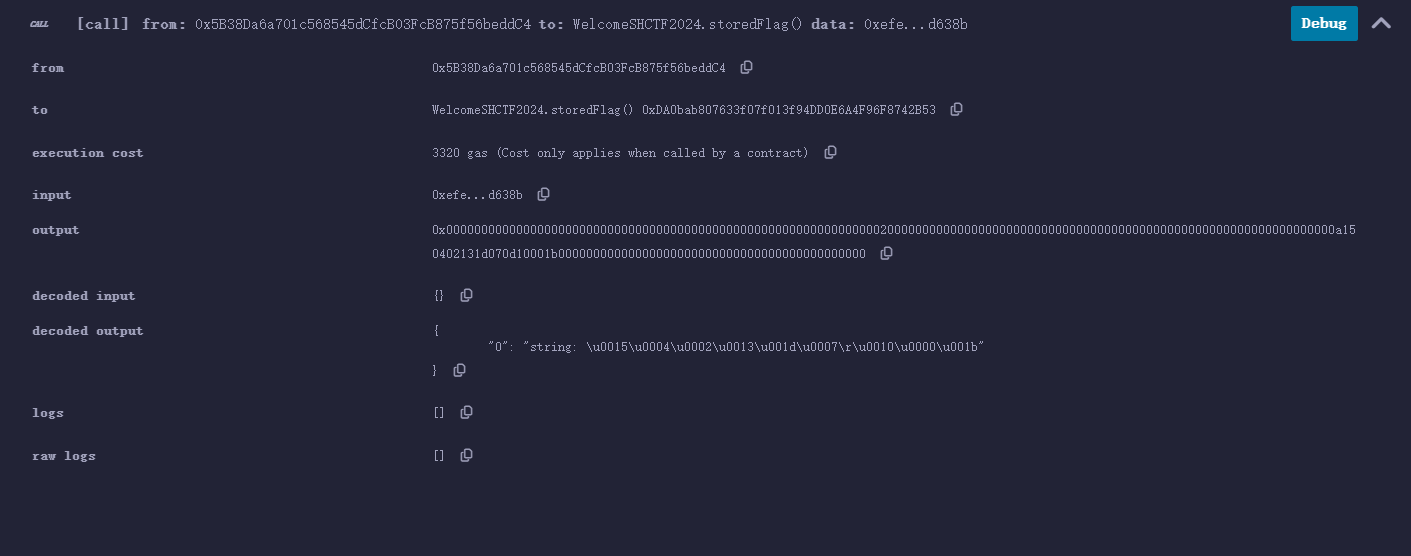 CALL [call] from: 0x5B38Da6a701c568545dCfcB03FcB875f56beddC4 to: WelcomeSHCTF2024.storedFlag() data: 0xefe...d638b Debug
from 0x5B38Da6a701c568545dCfcB03FcB875f56beddC4
to WelcomeSHCTF2024.storedFlag() 0xDA0bab807633f07f013f94DD0E6A4F96F8742B53
execution cost 3320 gas (Cost only applies when called by a contract)
input 0xefe...d638b
output 0x0000000000000000000000000000000000000000000000000000000000000020000000000000000000000000000000000000000000000000000000000000000a15
0402131d070d10001b00000000000000000000000000000000000000000000
decoded input {}
decoded output {
"0": "string: \u0015\u0004\u0002\u0013\u001d\u0007\r\u0010\u0000\u001b"
}
logs []
raw logs []